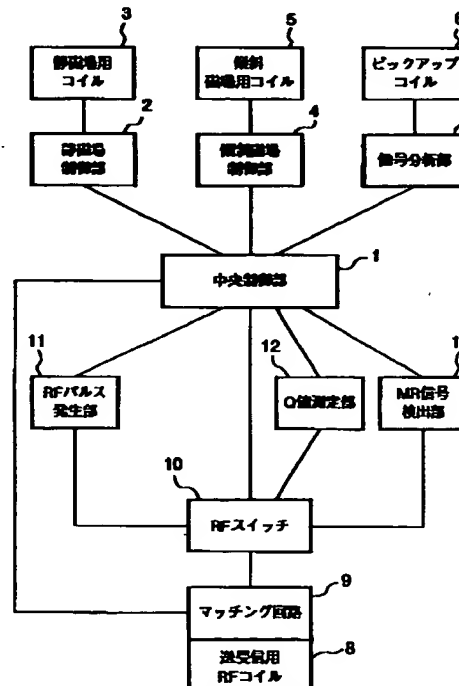 3
5
6
静磁場用
コイル
傾斜
磁場用コイル
ピックアップ
コイル
2
4
静磁場
制御部
傾斜磁場
制御部
信号分析部
1
中央制御部
11
12
1
RFパルス
発生部
Q値測定部
MR信号
検出部
10
RFスイッチ
9
マッチング回路
8
送受信用
RFコイル